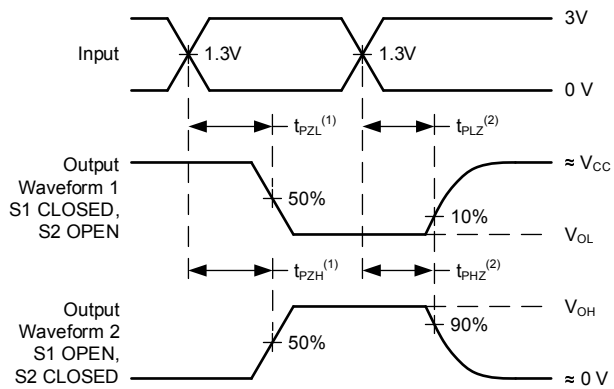 3V
Input
1.3V
1.3V
0 V
tPZL(1)
tPLZ(2)
Output
Waveform 1
S1 CLOSED,
S2 OPEN
≈ VCC
50%
10%
VOL
tPZH(1)
tPHZ(2)
Output
Waveform 2
S1 OPEN,
S2 CLOSED
VOH
50%
90%
≈ 0 V